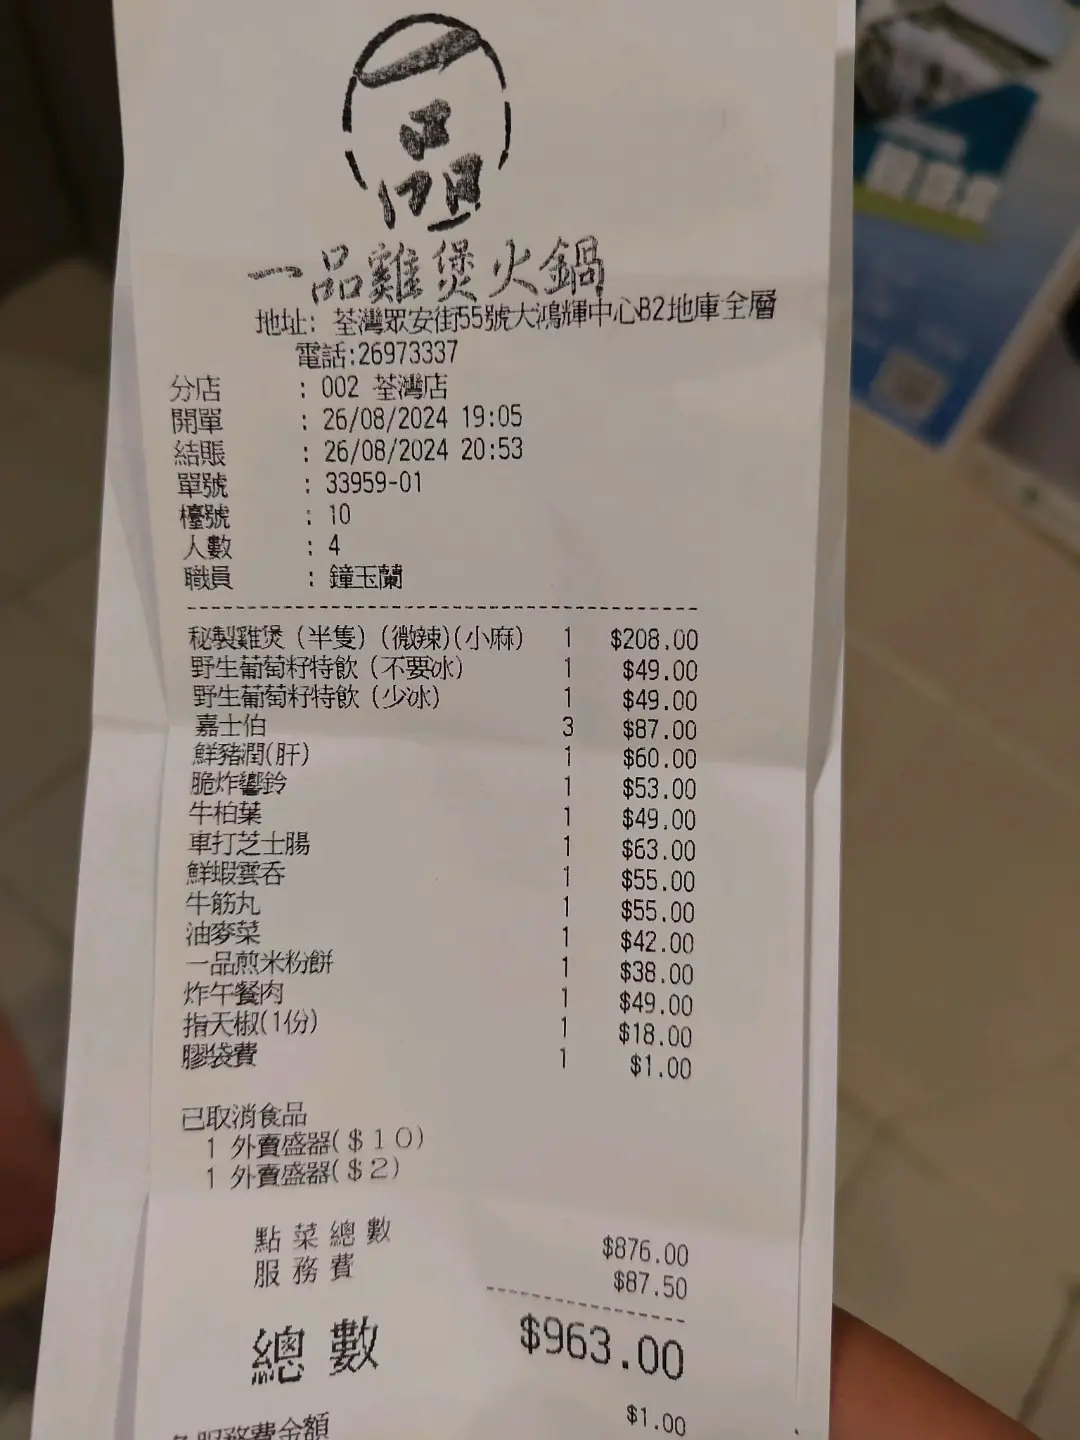 一品
一品雞煲火鍋
地址: 荃灣眾安街55號大鴻輝中心B2地庫全層
電話:26973337
分店 : 002 荃灣店
開單 : 26/08/2024 19:05
結賬 : 26/08/2024 20:53
單號 : 33959-01
檯號 : 10
人數 : 4
職員 : 鐘玉蘭
秘製雞煲 (半隻) (微辣)(小麻) 1 $208.00
野生葡萄籽特飲 (不要冰) 1 $49.00
野生葡萄籽特飲 (少冰) 1 $49.00
嘉士伯 3 $87.00
鮮豬潤(肝) 1 $60.00
脆炸響鈴 1 $53.00
牛柏葉 1 $49.00
車打芝士腸 1 $63.00
鮮蝦雲吞 1 $55.00
牛筋丸 1 $55.00
油麥菜 1 $42.00
一品煎米粉餅 1 $38.00
炸午餐肉 1 $49.00
指天椒(1份) 1 $18.00
膠袋費 1 $1.00
已取消食品
1 外賣盛器($10)
1 外賣盛器($2)
點菜總數 $876.00
服務費 $87.50
總數 $963.00
服務費金額 $1.00